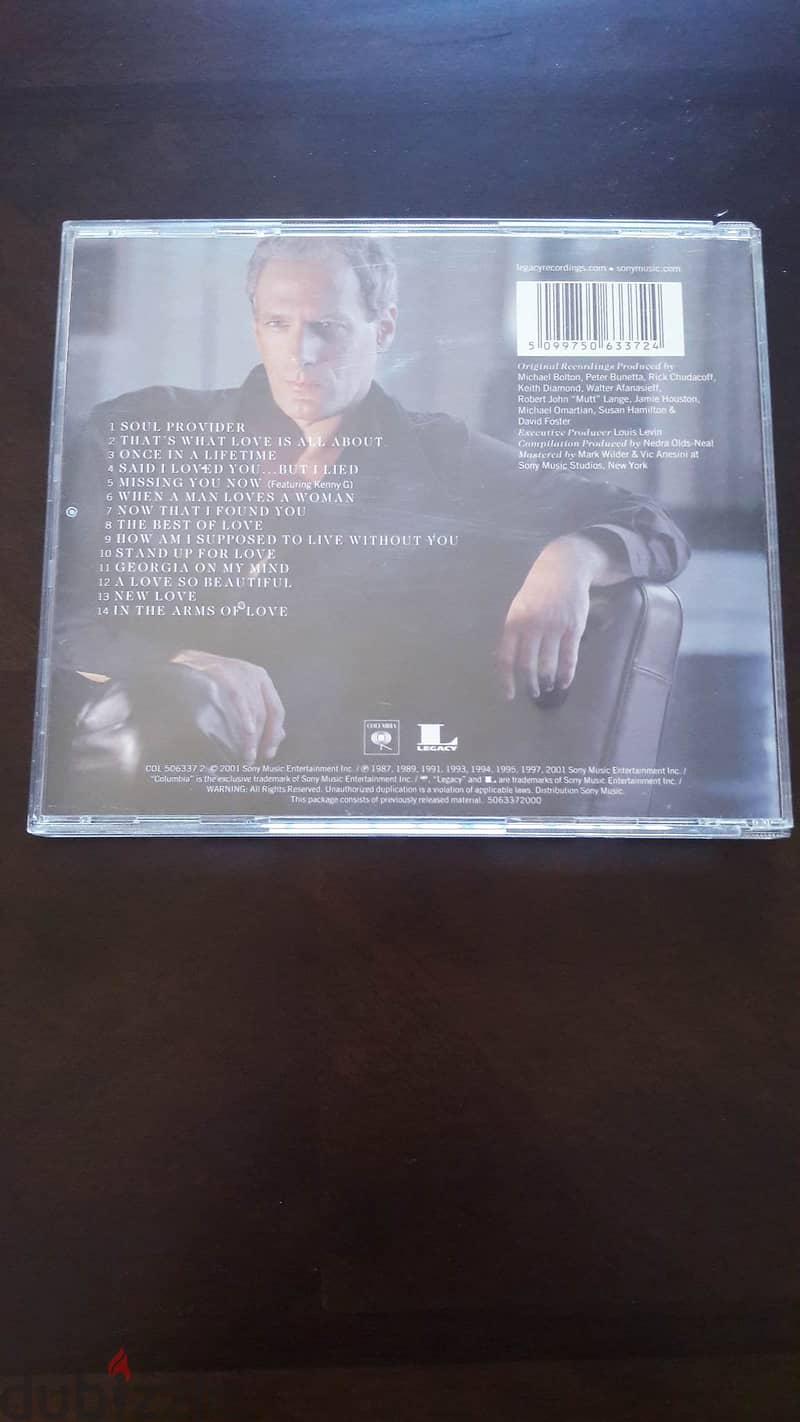 legacyrecordings.com • sonymusic.com
5 099750 633724
Original Recordings Produced by
Michael Bolton, Peter Bunetta, Rick Chudacoff,
Keith Diamond, Walter Afanasieff,
Robert John "Mutt" Lange, Jamie Houston,
Michael Omartian, Susan Hamilton &
David Foster
Executive Producer Louis Levin
Compilation Produced by Nedra Olds-Neal
Mastered by Mark Wilder & Vic Anesini at
Sony Music Studios, New York
1 SOUL PROVIDER
2 THAT'S WHAT LOVE IS ALL ABOUT
3 ONCE IN A LIFETIME
4 SAID I LOVED YOU...BUT I LIED
5 MISSING YOU NOW (Featuring Kenny G)
6 WHEN A MAN LOVES A WOMAN
7 NOW THAT I FOUND YOU
8 THE BEST OF LOVE
9 HOW AM I SUPPOSED TO LIVE WITHOUT YOU
10 STAND UP FOR LOVE
11 GEORGIA ON MY MIND
12 A LOVE SO BEAUTIFUL
13 NEW LOVE
14 IN THE ARMS OF LOVE
COLUMBIA
L
LEGACY
COL 506337 2 © 2001 Sony Music Entertainment Inc. / ℗ 1987, 1989, 1991, 1993, 1994, 1995, 1997, 2001 Sony Music Entertainment Inc. /
"Columbia" is the exclusive trademark of Sony Music Entertainment Inc. / , "Legacy" and L are trademarks of Sony Music Entertainment Inc. /
WARNING: All Rights Reserved. Unauthorized duplication is a violation of applicable laws. Distribution Sony Music.
This package consists of previously released material. 5063372000
dubizzle